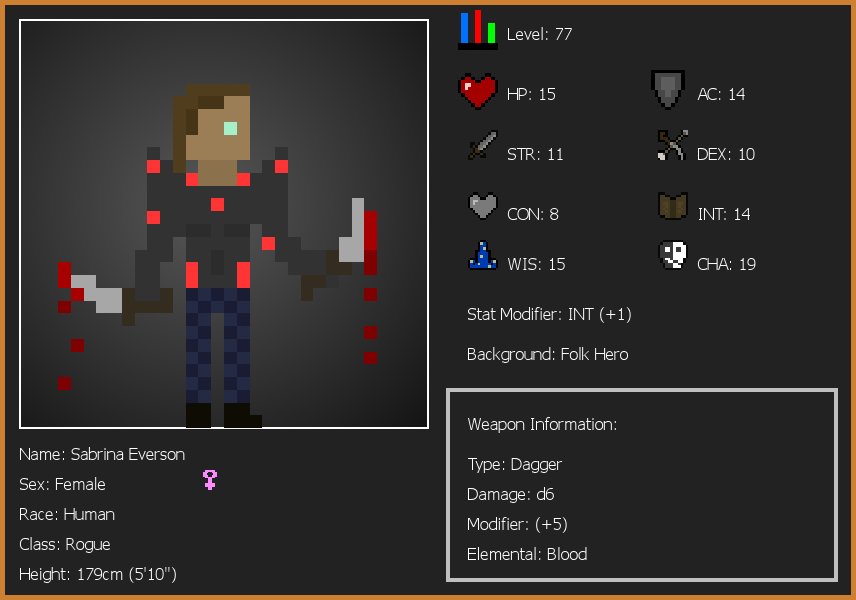 Level: 77
HP: 15
AC: 14
STR: 11
DEX: 10
CON: 8
INT: 14
WIS: 15
CHA: 19
Stat Modifier: INT (+1)
Background: Folk Hero
Weapon Information:
Type: Dagger
Damage: d6
Modifier: (+5)
Elemental: Blood
Name: Sabrina Everson
Sex: Female
Race: Human
Class: Rogue
Height: 179cm (5'10")